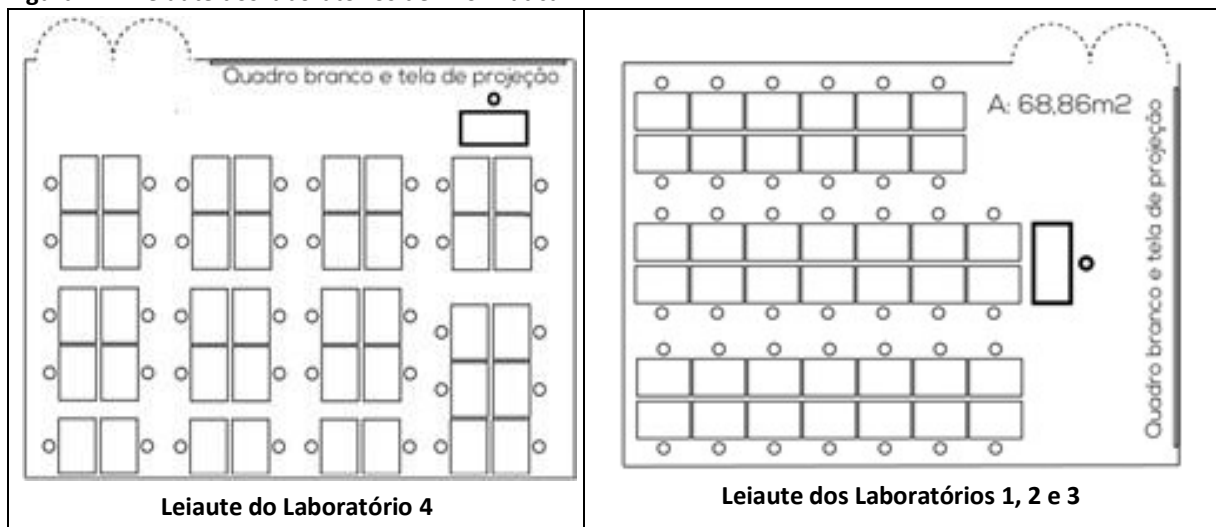 Quadro branco e tela de projeção
Leiaute do Laboratório 4
A: 68,86m2
Quadro branco e tela de projeção
Leiaute dos Laboratórios 1, 2 e 3